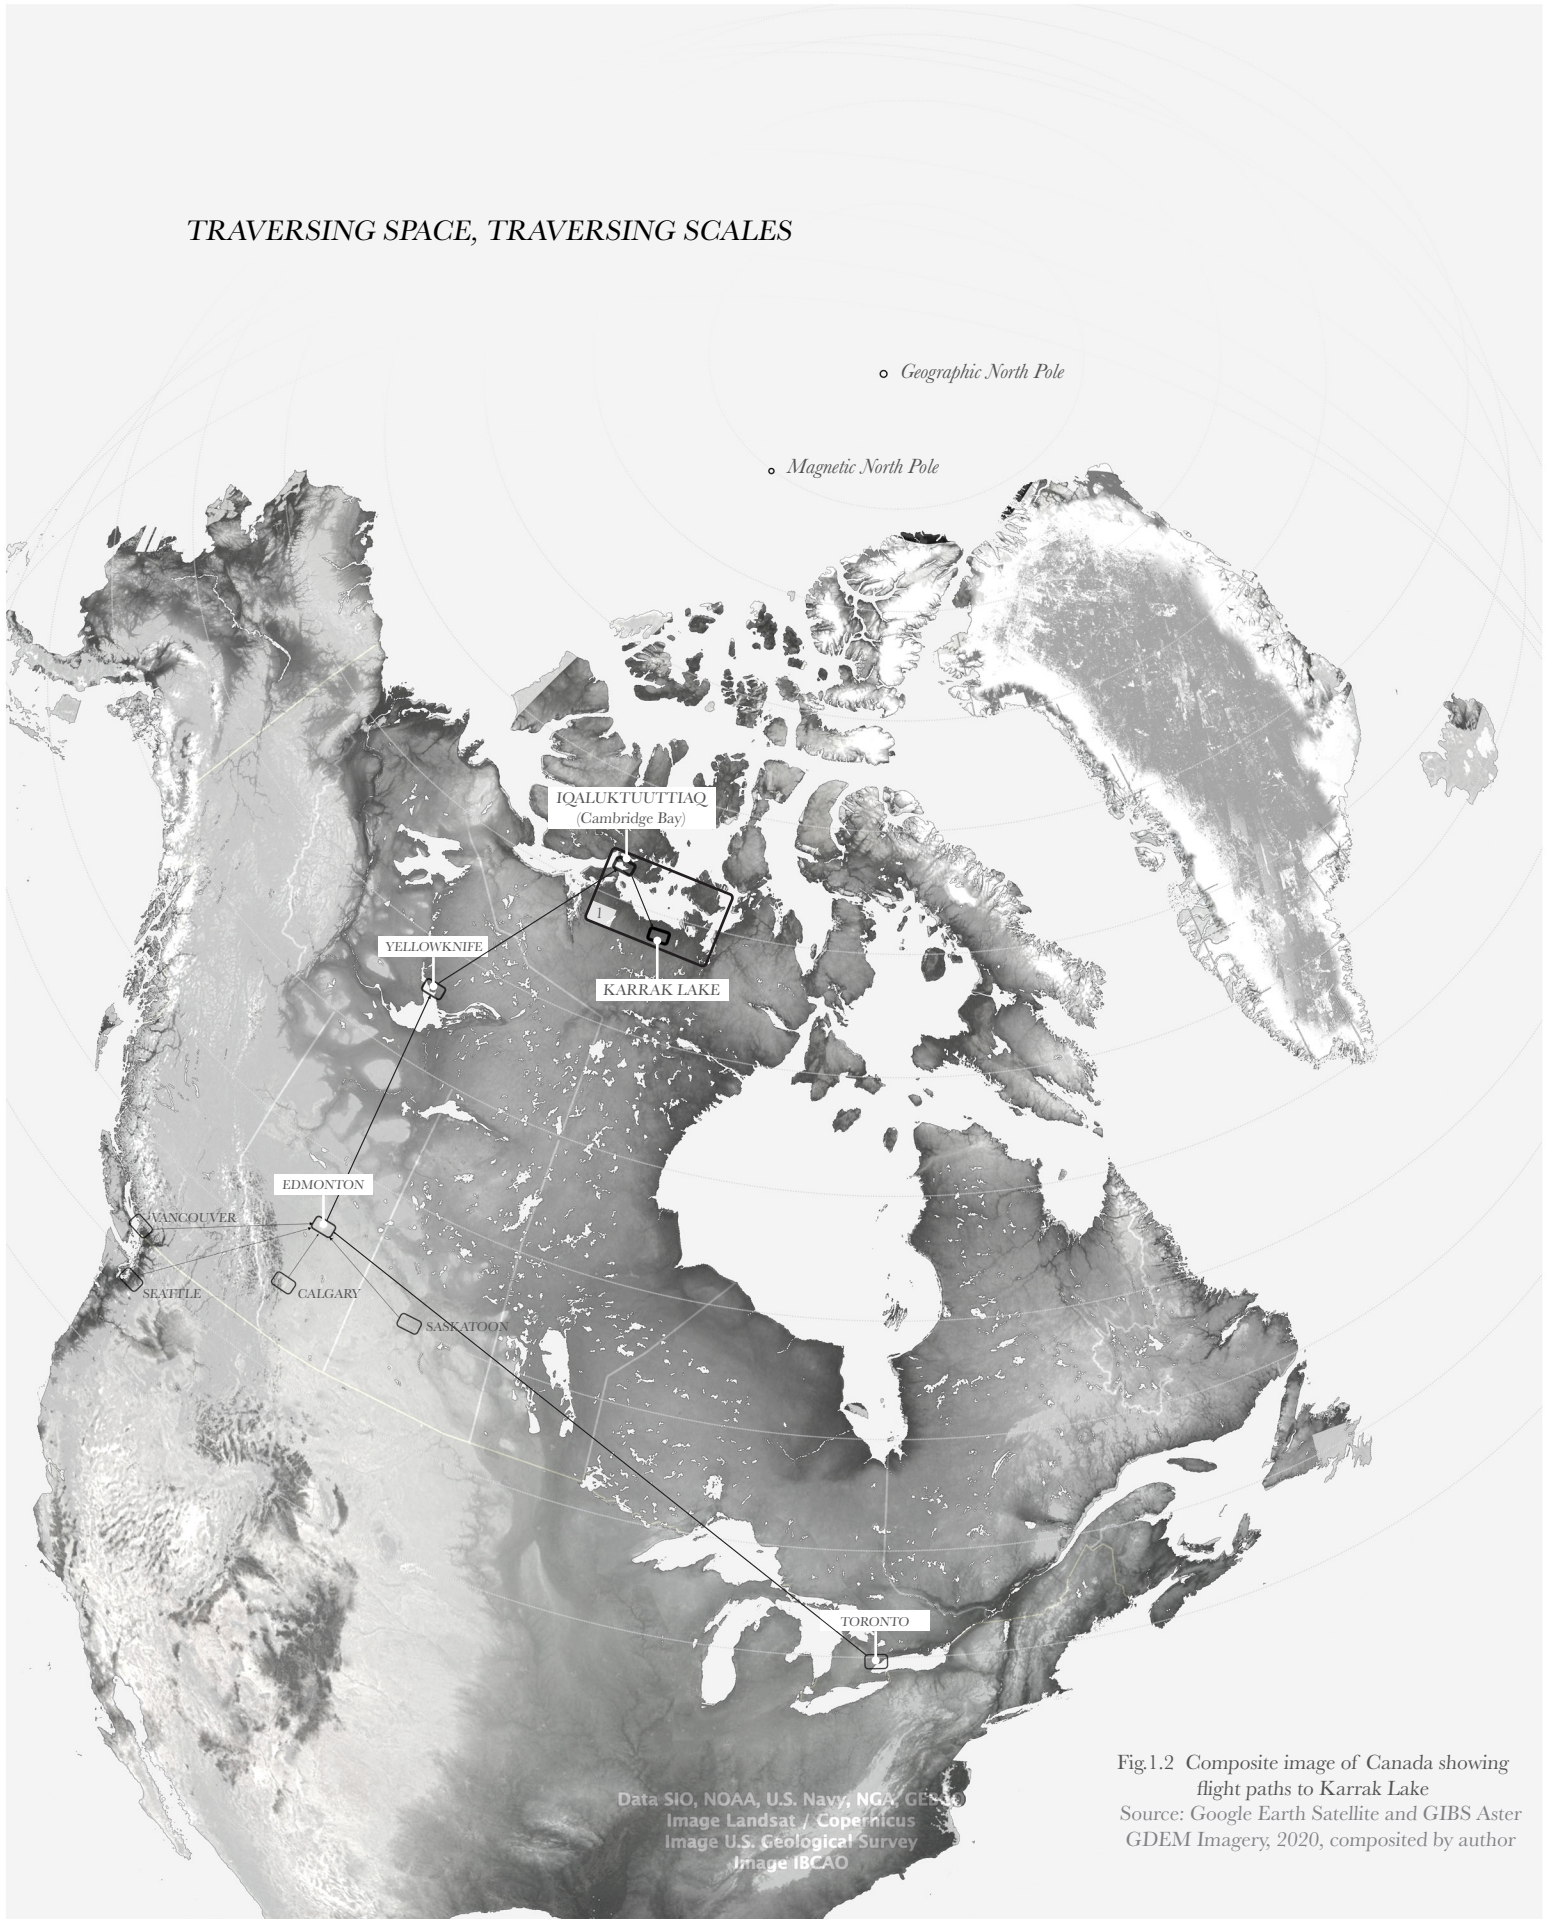 TRAVERSING SPACE, TRAVERSING SCALES
Geographic North Pole
Magnetic North Pole
IQALUKTUUTTIAQ
(Cambridge Bay)
1
YELLOWKNIFE
KARRAK LAKE
EDMONTON
VANCOUVER
SEATTLE
CALGARY
SASKATOON
TORONTO
Fig.1.2 Composite image of Canada showing
flight paths to Karrak Lake
Source: Google Earth Satellite and GIBS Aster
GDEM Imagery, 2020, composited by author
Data SIO, NOAA, U.S. Navy, NGA,
Image Landsat / Copernicus
Image U.S. Geological Survey
Image IBCAO